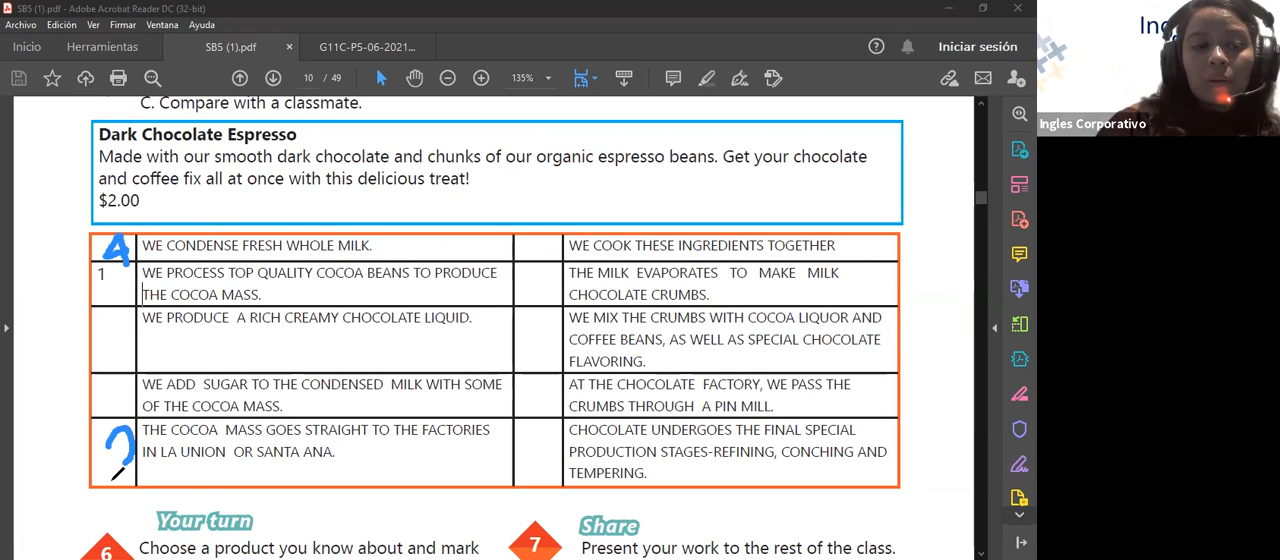 SB5 (1).pdf - Adobe Acrobat Reader DC (32-bit)
Archivo Edición Ver Firmar Ventana Ayuda
Inicio Herramientas SB5 (1).pdf × G11C-P5-06-2021... Iniciar sesión
10 / 49 135%
C. Compare with a classmate.
Dark Chocolate Espresso
Made with our smooth dark chocolate and chunks of our organic espresso beans. Get your chocolate
and coffee fix all at once with this delicious treat!
$2.00
4 WE CONDENSE FRESH WHOLE MILK.
1 WE PROCESS TOP QUALITY COCOA BEANS TO PRODUCE
THE COCOA MASS.
WE PRODUCE A RICH CREAMY CHOCOLATE LIQUID.
WE ADD SUGAR TO THE CONDENSED MILK WITH SOME
OF THE COCOA MASS.
THE COCOA MASS GOES STRAIGHT TO THE FACTORIES
IN LA UNION OR SANTA ANA.
WE COOK THESE INGREDIENTS TOGETHER
THE MILK EVAPORATES TO MAKE MILK
CHOCOLATE CRUMBS.
WE MIX THE CRUMBS WITH COCOA LIQUOR AND
COFFEE BEANS, AS WELL AS SPECIAL CHOCOLATE
FLAVORING.
AT THE CHOCOLATE FACTORY, WE PASS THE
CRUMBS THROUGH A PIN MILL.
CHOCOLATE UNDERGOES THE FINAL SPECIAL
PRODUCTION STAGES-REFINING, CONCHING AND
TEMPERING.
Your turn
6 Choose a product you know about and mark
Share
7 Present your work to the rest of the class.
Ingles Corporativo